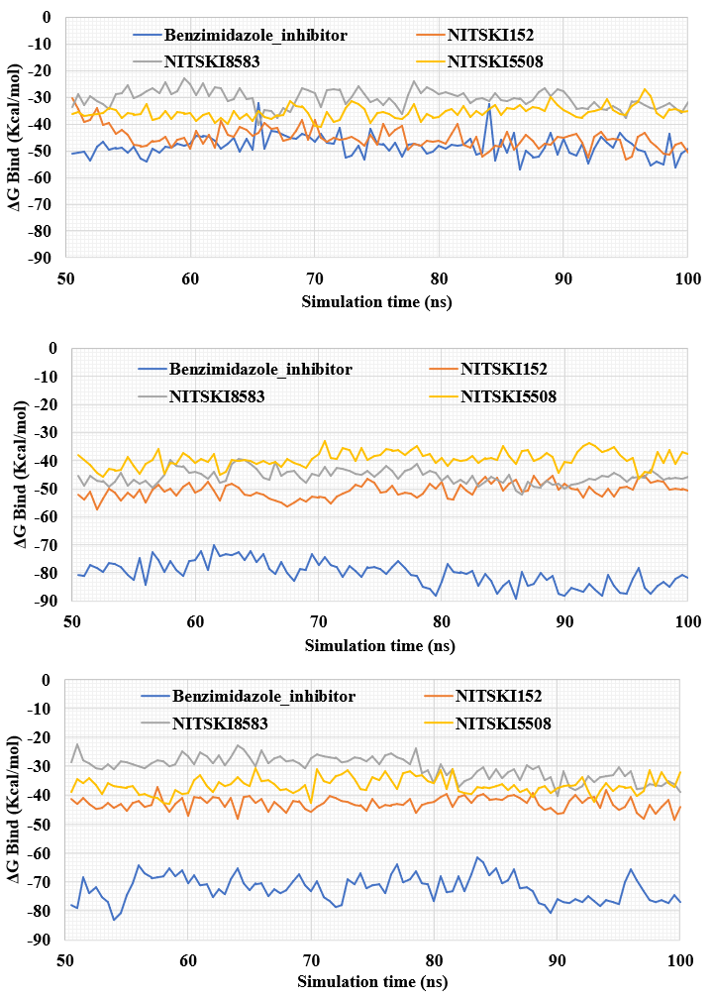 0
Benzimidazole_inhibitor NITSKI152
-10
NITSKI8583 NITSKI5508
-20
-30
-40
-50
-60
-70
-80
-90
ΔG Bind (Kcal/mol)
50 60 70 80 90 100
Simulation time (ns)
0
Benzimidazole_inhibitor NITSKI152
-10
NITSKI8583 NITSKI5508
-20
-30
-40
-50
-60
-70
-80
-90
ΔG Bind (Kcal/mol)
50 60 70 80 90 100
Simulation time (ns)
0
Benzimidazole_inhibitor NITSKI152
-10
NITSKI8583 NITSKI5508
-20
-30
-40
-50
-60
-70
-80
-90
ΔG Bind (Kcal/mol)
50 60 70 80 90 100
Simulation time (ns)